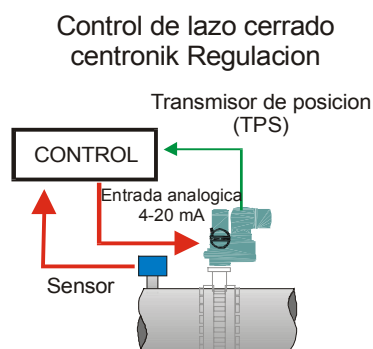 Control de lazo cerrado
centronik Regulacion
Transmisor de posicion
(TPS)
CONTROL
Entrada analogica
4-20 mA
Sensor